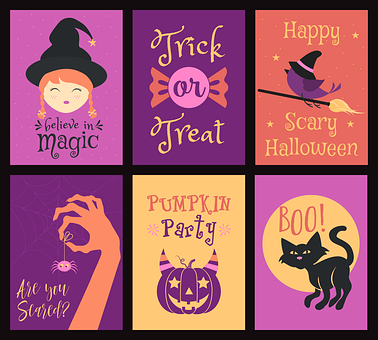 believe in
Magic
Trick
or
Treat
Happy
Scary
Halloween
Are you
Scared?
PUMPKIN
Party
BOO!